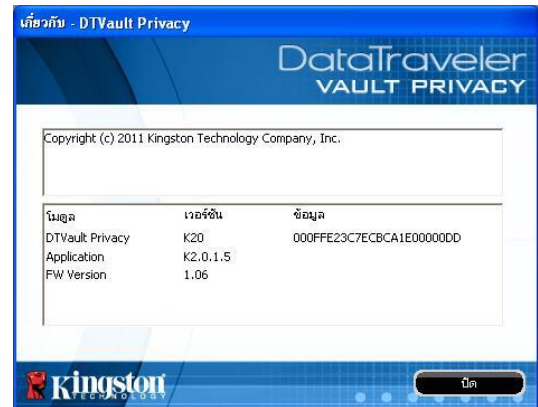 เกี่ยวกับ - DTVault Privacy
DataTraveler
VAULT PRIVACY
Copyright (c) 2011 Kingston Technology Company, Inc.
โมดูล เวอร์ชัน ข้อมูล
DTVault Privacy K20 000FFE23C7ECBCA1E00000DD
Application K2.0.1.5
FW Version 1.06
Kingston
TECHNOLOGY
ปิด